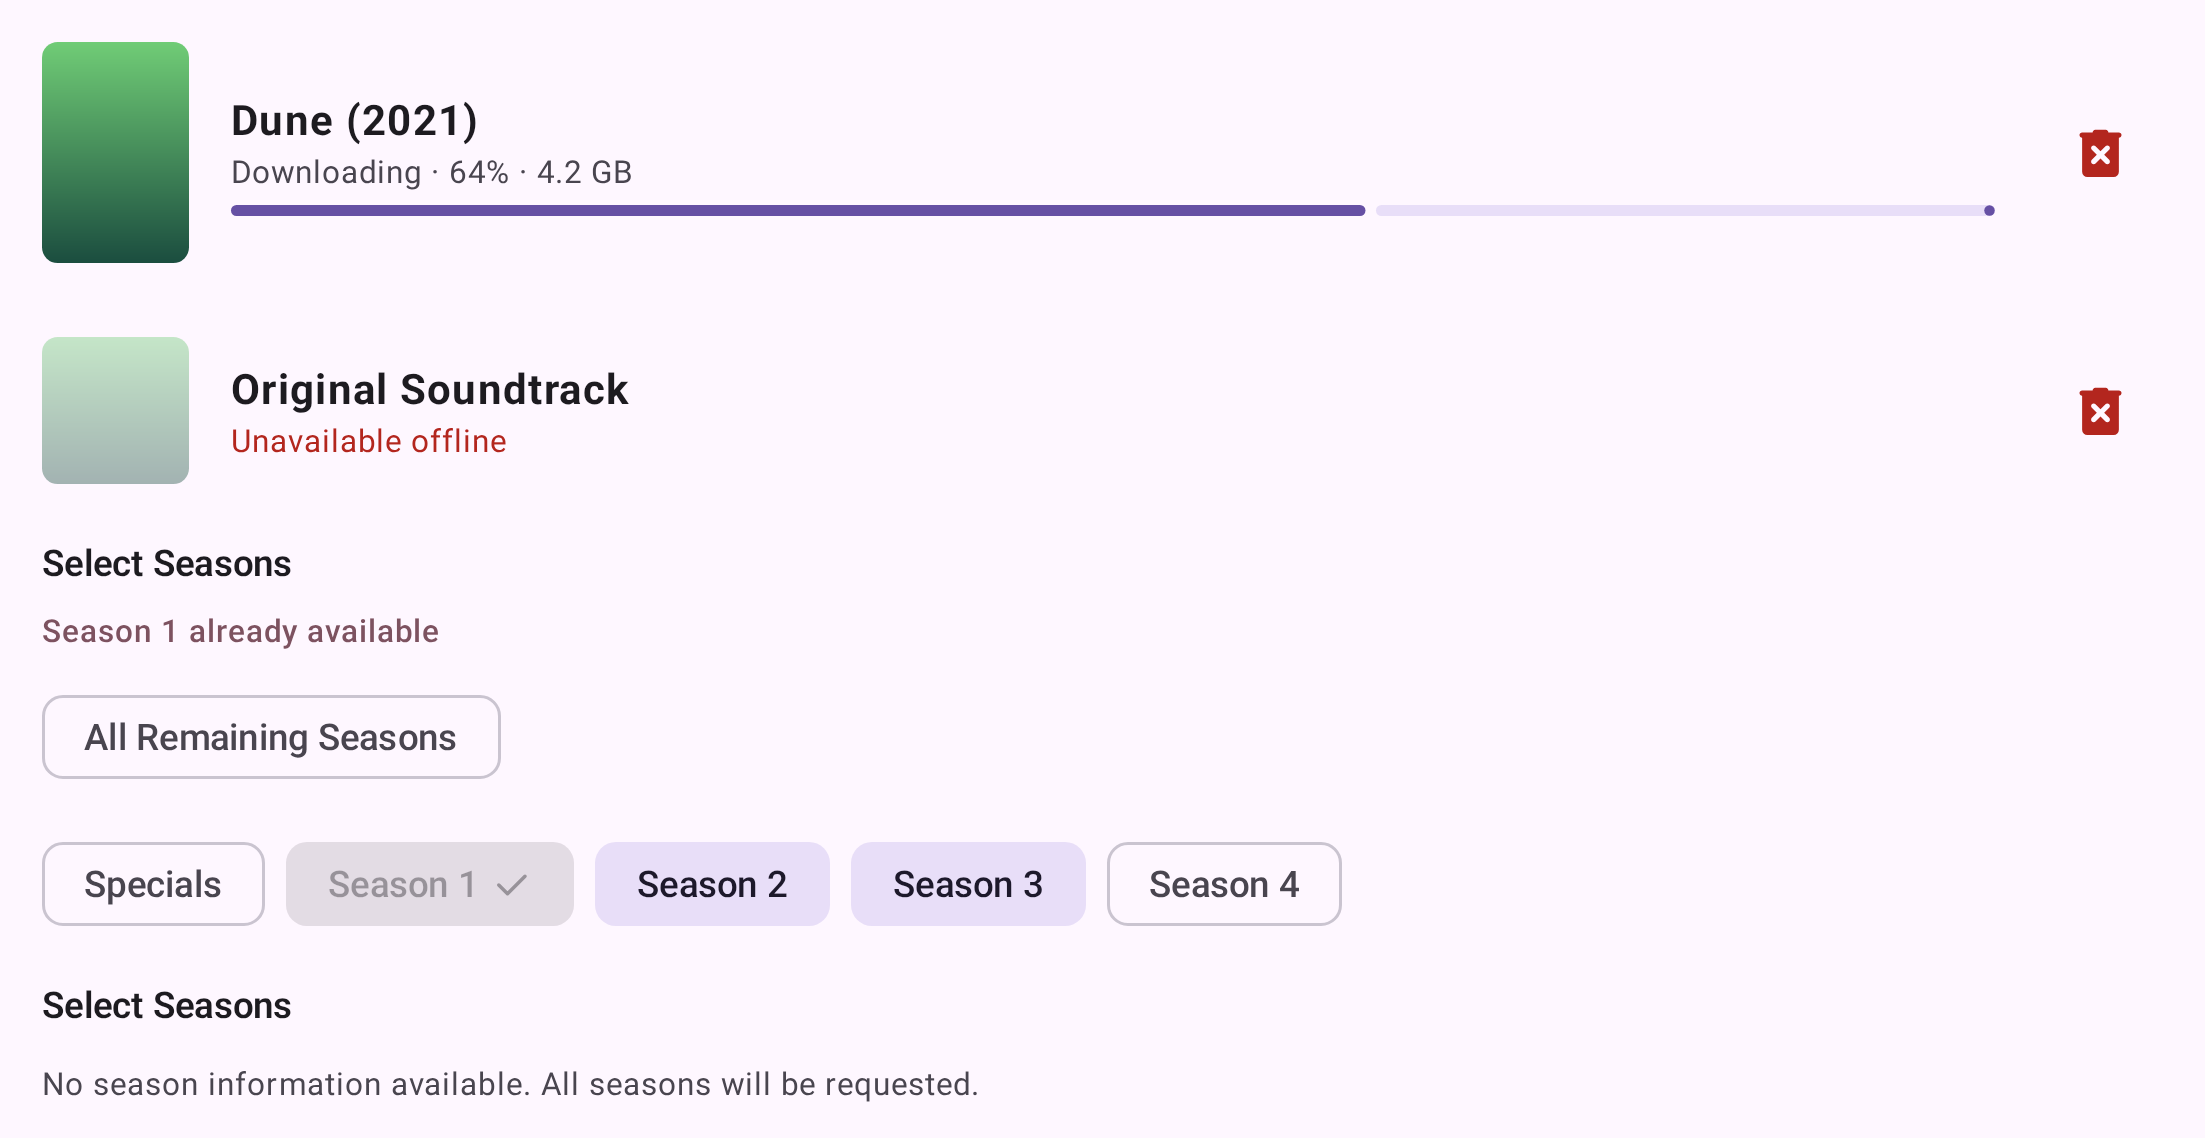 Dune (2021)
Downloading · 64% · 4.2 GB
Original Soundtrack
Unavailable offline
Select Seasons
Season 1 already available
All Remaining Seasons
Specials
Season 1
Season 2
Season 3
Season 4
Select Seasons
No season information available. All seasons will be requested.